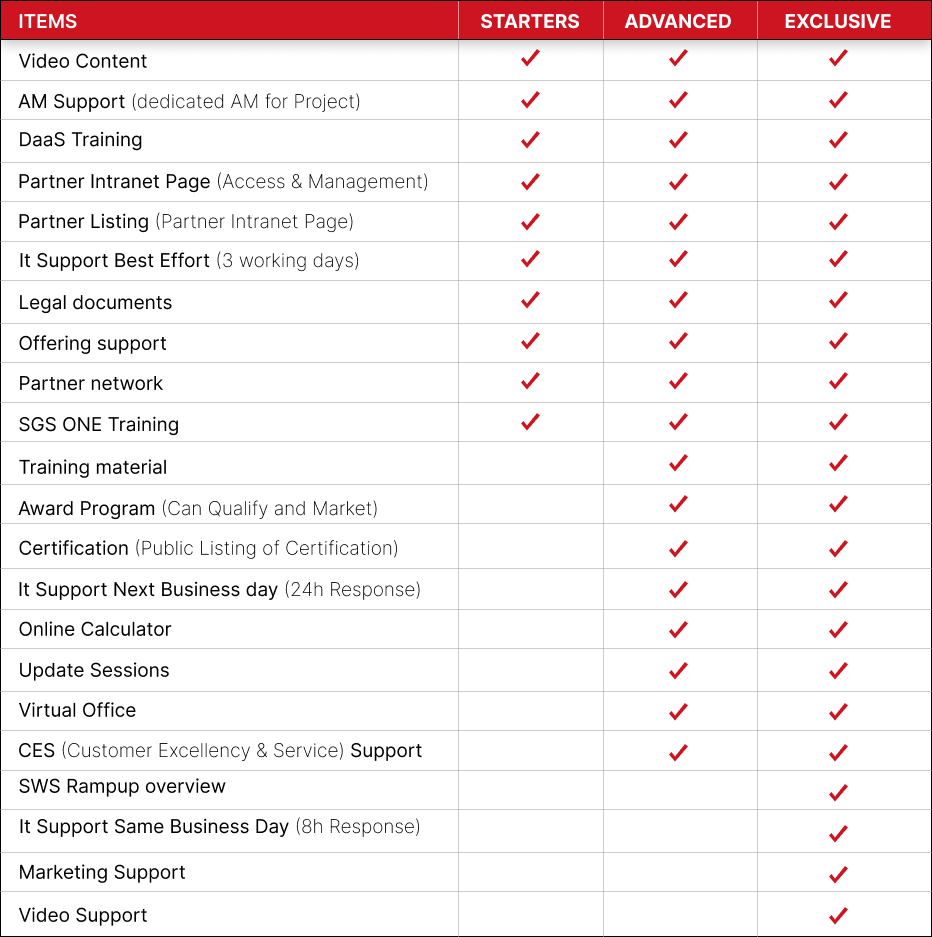 ITEMS STARTERS ADVANCED EXCLUSIVE
Video Content
AM Support (dedicated AM for Project)
DaaS Training
Partner Intranet Page (Access & Management)
Partner Listing (Partner Intranet Page)
It Support Best Effort (3 working days)
Legal documents
Offering support
Partner network
SGS ONE Training
Training material
Award Program (Can Qualify and Market)
Certification (Public Listing of Certification)
It Support Next Business day (24h Response)
Online Calculator
Update Sessions
Virtual Office
CES (Customer Excellency & Service) Support
SWS Rampup overview
It Support Same Business Day (8h Response)
Marketing Support
Video Support